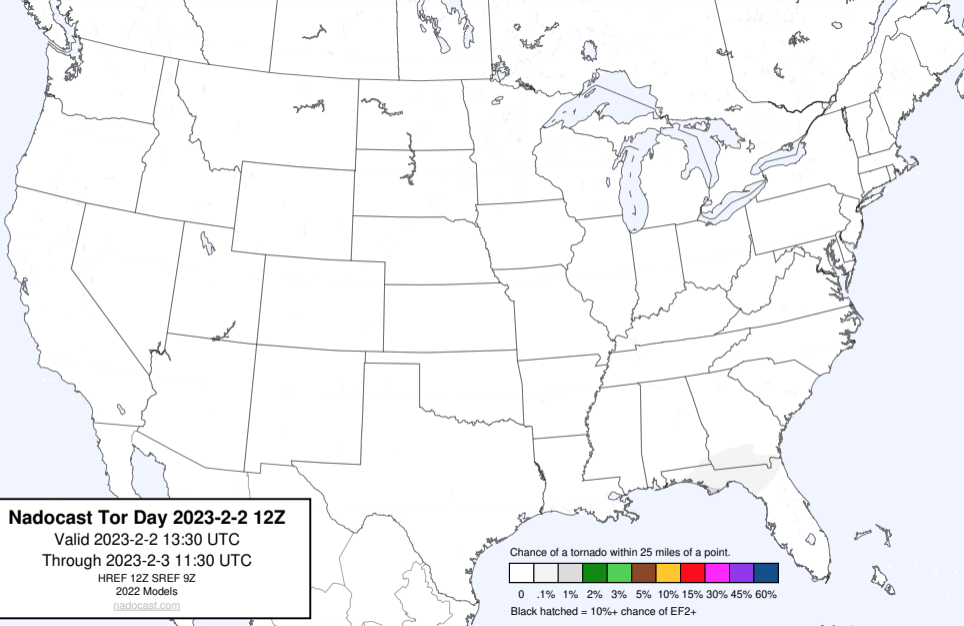 Nadocast Tor Day 2023-2-2 12Z
Valid 2023-2-2 13:30 UTC
Through 2023-2-3 11:30 UTC
HREF 12Z SREF 9Z
2022 Models
nadocast.com
Chance of a tornado within 25 miles of a point.
0 .1% 1% 2% 3% 5% 10% 15% 30% 45% 60%
Black hatched = 10%+ chance of EF2+